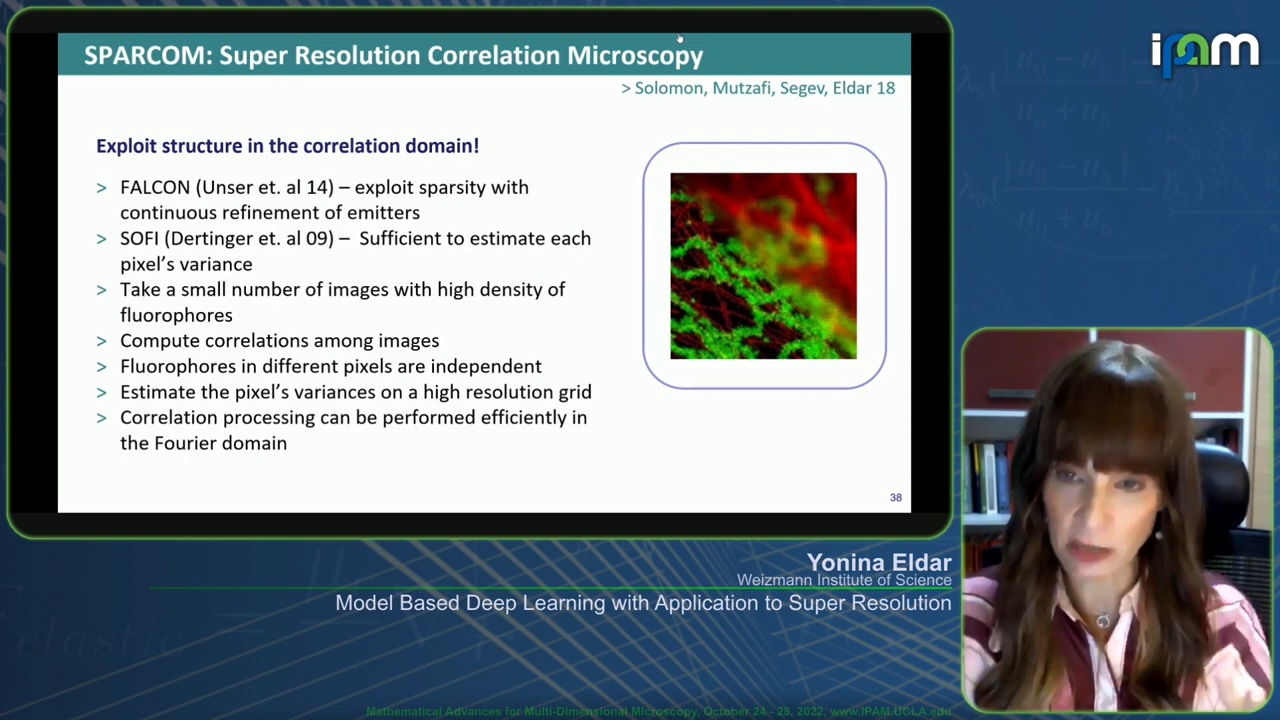 SPARCOM: Super Resolution Correlation Microscopy
> Solomon, Mutzafi, Segev, Eldar 18
Exploit structure in the correlation domain!
> FALCON (Unser et. al 14) – exploit sparsity with
continuous refinement of emitters
> SOFI (Dertinger et. al 09) – Sufficient to estimate each
pixel's variance
> Take a small number of images with high density of
fluorophores
> Compute correlations among images
> Fluorophores in different pixels are independent
> Estimate the pixel's variances on a high resolution grid
> Correlation processing can be performed efficiently in
the Fourier domain
38
ipam
Yonina Eldar
Weizmann Institute of Science
Model Based Deep Learning with Application to Super Resolution
elastic
Mathematical Advances for Multi-Dimensional Microscopy, October 24 - 28, 2022, www.IPAM.UCLA.edu